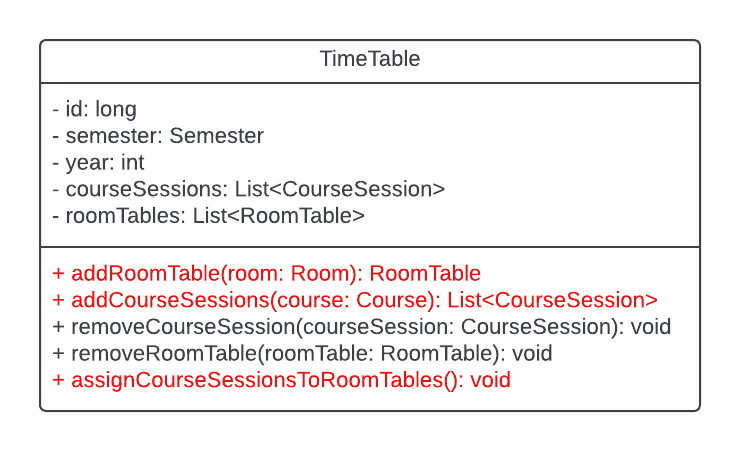 TimeTable
- id: long
- semester: Semester
- year: int
- courseSessions: List<CourseSession>
- roomTables: List<RoomTable>
+ addRoomTable(room: Room): RoomTable
+ addCourseSessions(course: Course): List<CourseSession>
+ removeCourseSession(courseSession: CourseSession): void
+ removeRoomTable(roomTable: RoomTable): void
+ assignCourseSessionsToRoomTables(): void